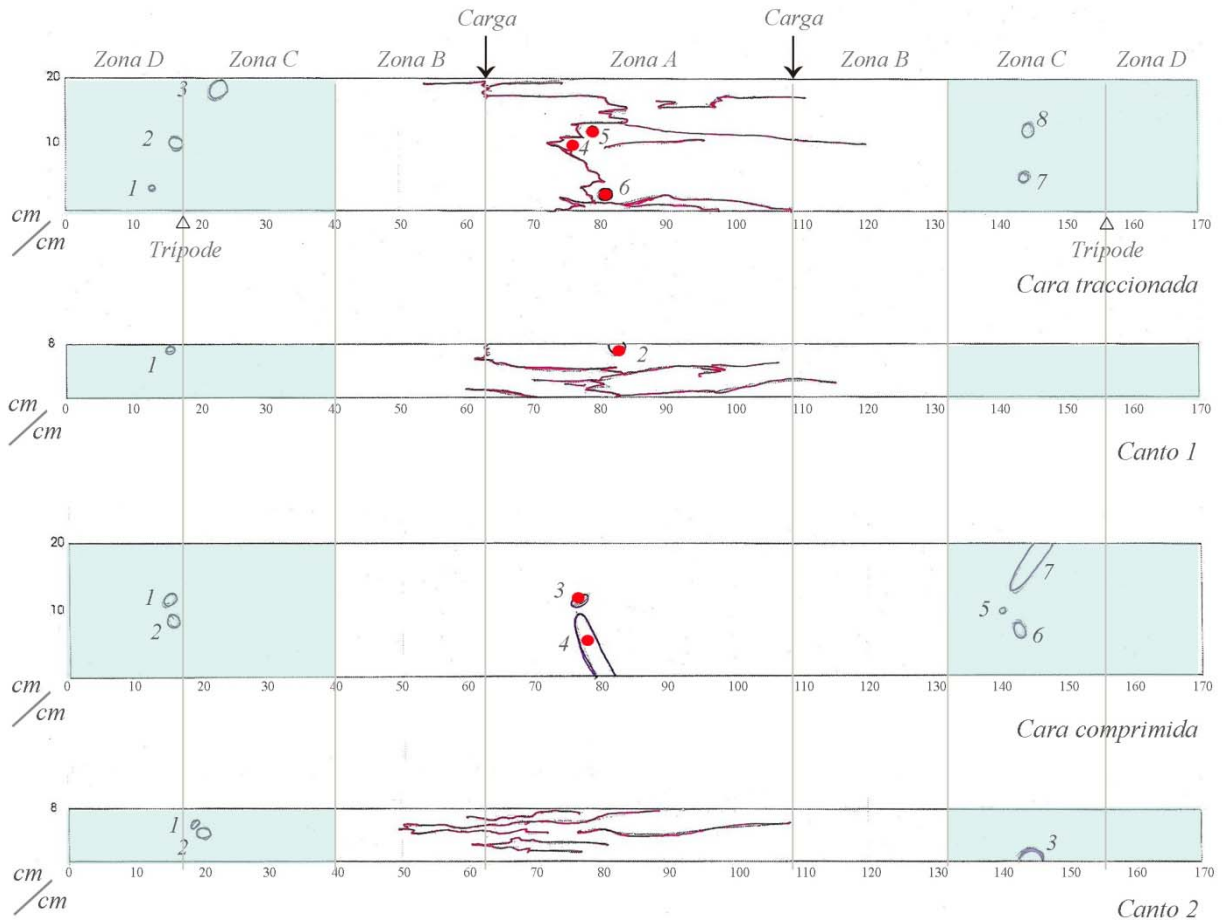 Carga Carga
Zona D Zona C Zona B Zona A Zona B Zona C Zona D
20
3
2 5 8
10 4
1 6 7
cm 0 10 20 30 40 50 60 70 80 90 100 110 120 130 140 150 160 170
/cm Trípode Trípode
Cara traccionada
8
1 2
cm 0 10 20 30 40 50 60 70 80 90 100 110 120 130 140 150 160 170
/cm
Canto 1
20
3 7
1 5
10
2 4 6
cm 0 10 20 30 40 50 60 70 80 90 100 110 120 130 140 150 160 170
/cm
Cara comprimida
8
1
2 3
cm 0 10 20 30 40 50 60 70 80 90 100 110 120 130 140 150 160 170
/cm
Canto 2